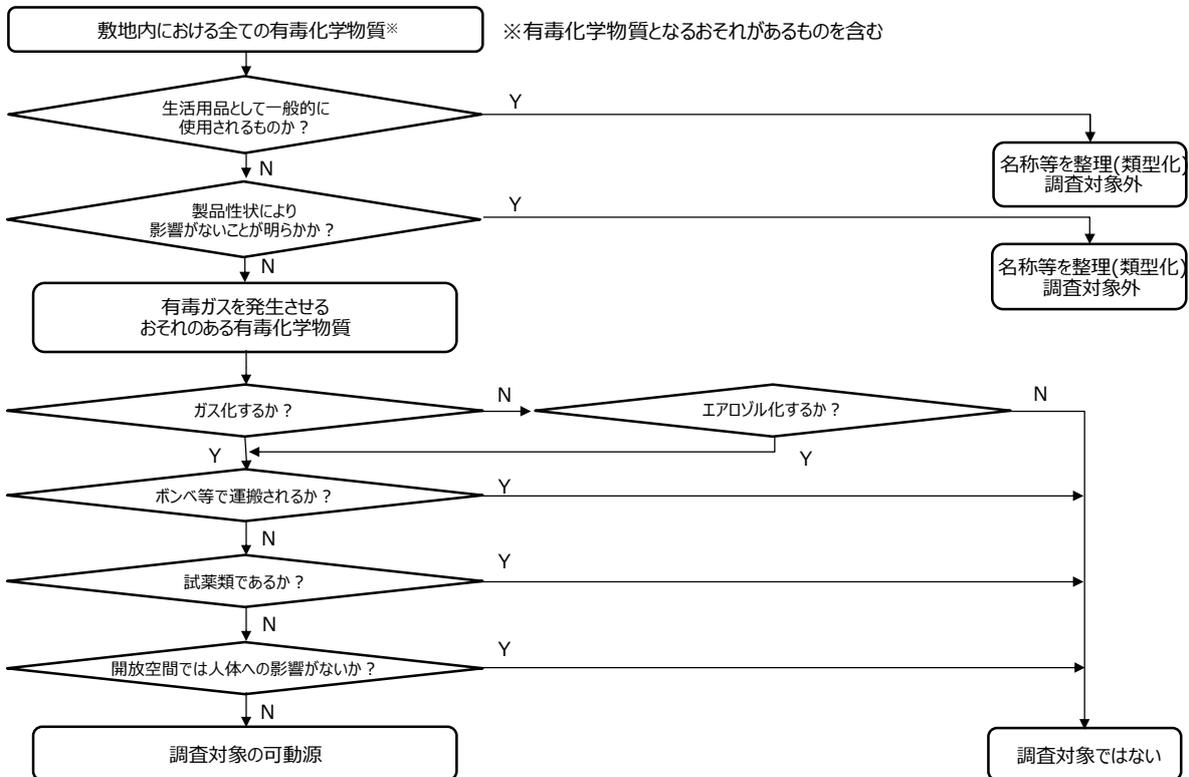 敷地内における全ての有毒化学物質※
※有毒化学物質となるおそれがあるものを含む
生活用品として一般的に
使用されるものか？
Y
N
名称等を整理(類型化)
調査対象外
製品性状により
影響がないことが明らかか？
Y
N
名称等を整理(類型化)
調査対象外
有毒ガスを発生させる
おそれのある有毒化学物質
ガス化するか？
N
エアロゾル化するか？
N
Y
Y
ボンベ等で運搬されるか？
Y
N
試薬類であるか？
Y
N
開放空間では人体への影響がないか？
Y
N
調査対象の可動源
調査対象ではない